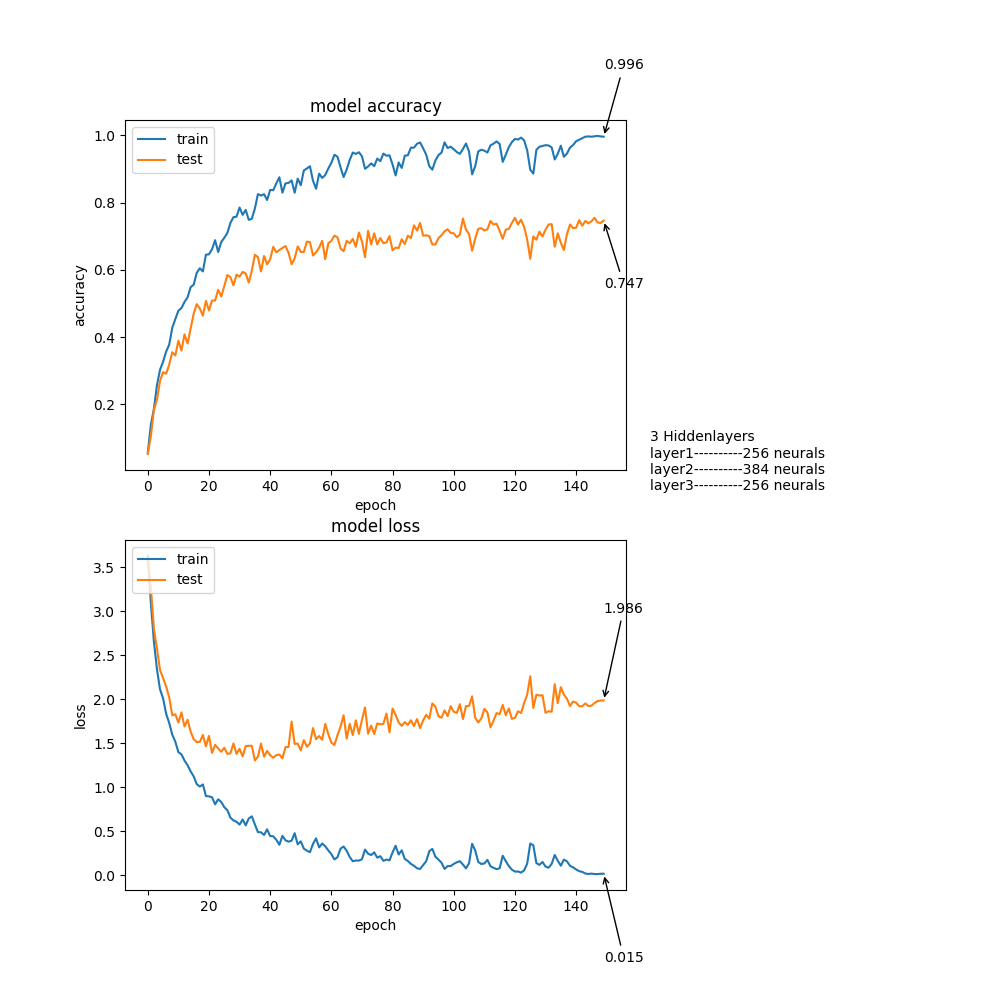 0.996
model accuracy
train
test
1.0
0.8
0.6
0.4
0.2
accuracy
0.747
0 20 40 60 80 100 120 140
epoch
3 Hiddenlayers
layer1----------256 neurals
layer2----------384 neurals
layer3----------256 neurals
model loss
train
test
3.5
3.0
2.5
2.0
1.5
1.0
0.5
0.0
loss
1.986
0 20 40 60 80 100 120 140
epoch
0.015